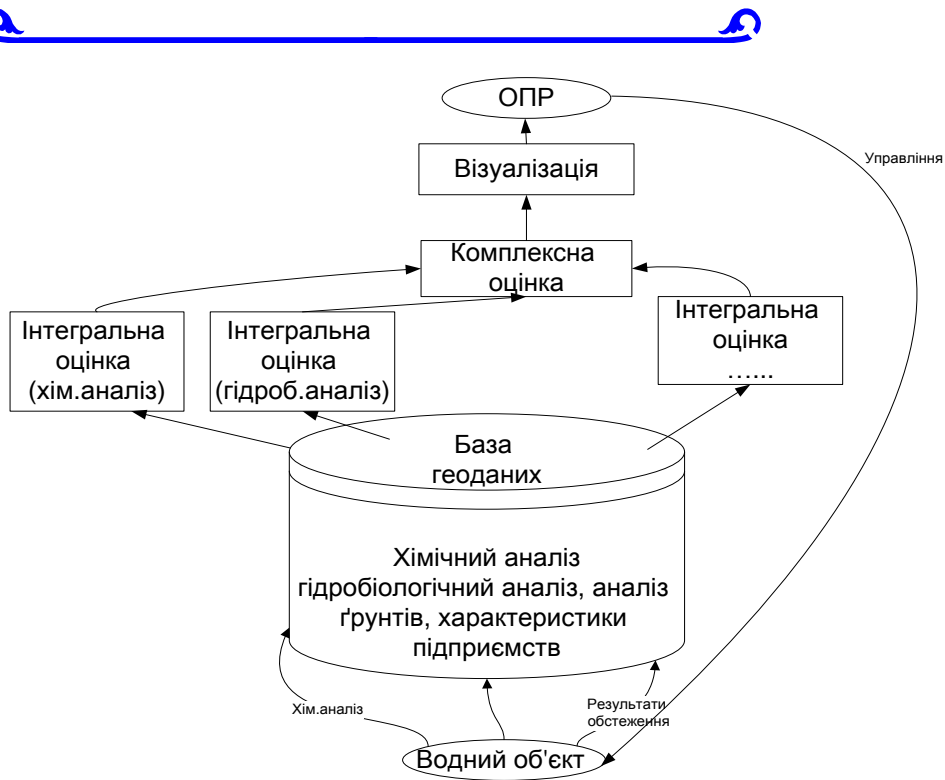 ОПР
Управління
Візуалізація
Комплексна
оцінка
Інтегральна
оцінка
(хім.аналіз)
Інтегральна
оцінка
(гідроб.аналіз)
Інтегральна
оцінка
…...
База
геоданих
Хімічний аналіз
гідробіологічний аналіз, аналіз
ґрунтів, характеристики
підприємств
Хім.аналіз
Результати
обстеження
Водний об'єкт